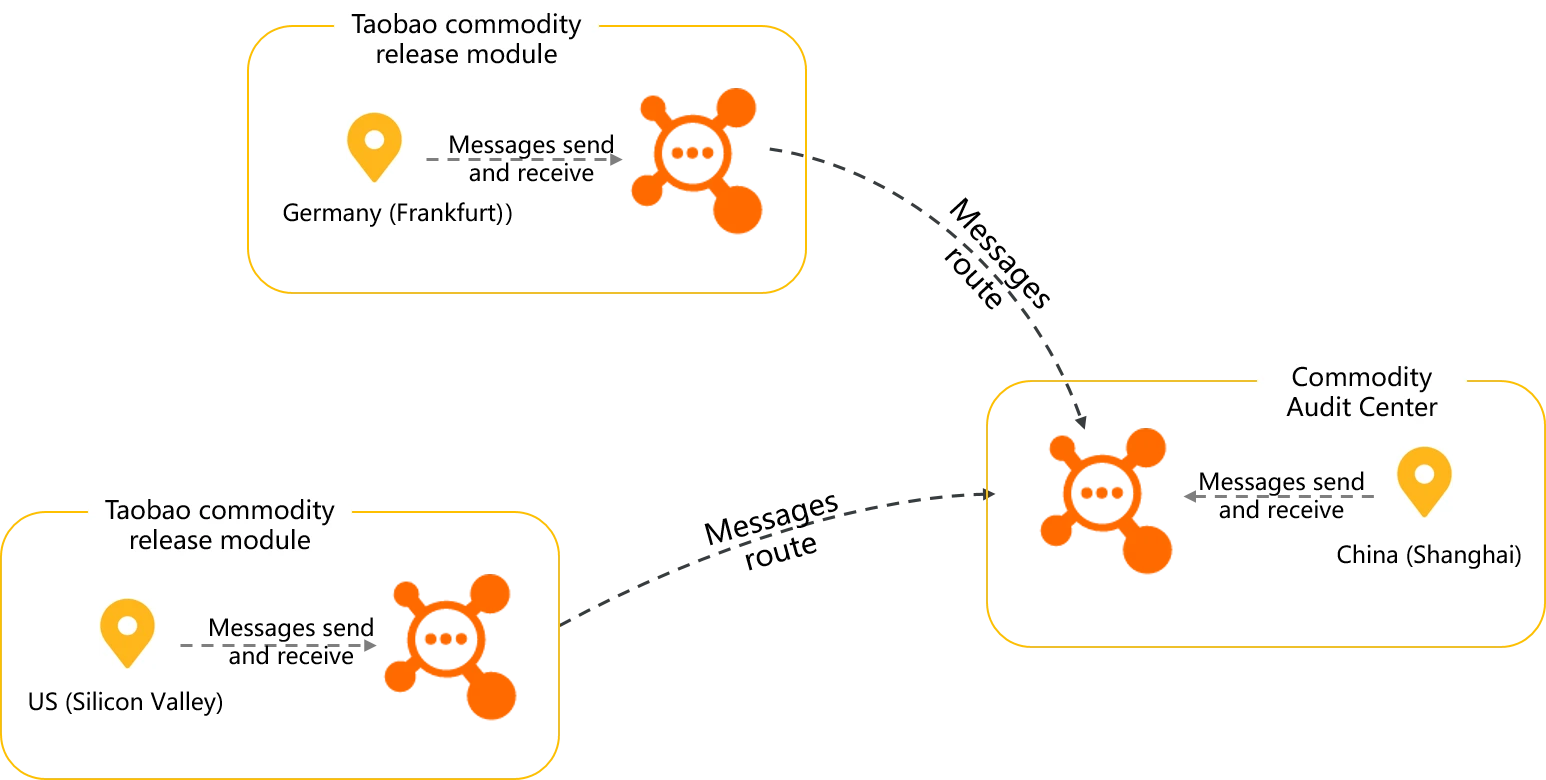 Taobao commodity
release module
Messages send
and receive
Germany (Frankfurt))
Messages
route
Commodity
Audit Center
Messages send
and receive
China (Shanghai)
Messages
route
Taobao commodity
release module
Messages send
and receive
US (Silicon Valley)